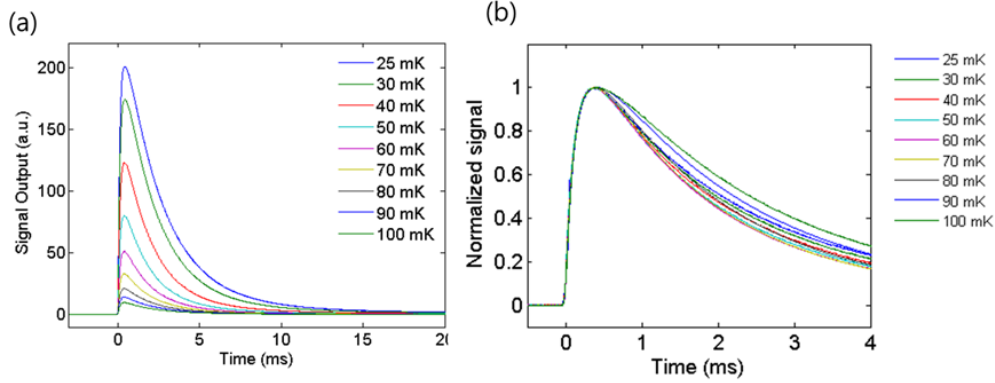 (a)
200
150
100
50
0
Signal Output (a.u.)
0 5 10 15 20
Time (ms)
25 mK
30 mK
40 mK
50 mK
60 mK
70 mK
80 mK
90 mK
100 mK
(b)
1
0.8
0.6
0.4
0.2
0
Normalized signal
0 1 2 3 4
Time (ms)
25 mK
30 mK
40 mK
50 mK
60 mK
70 mK
80 mK
90 mK
100 mK